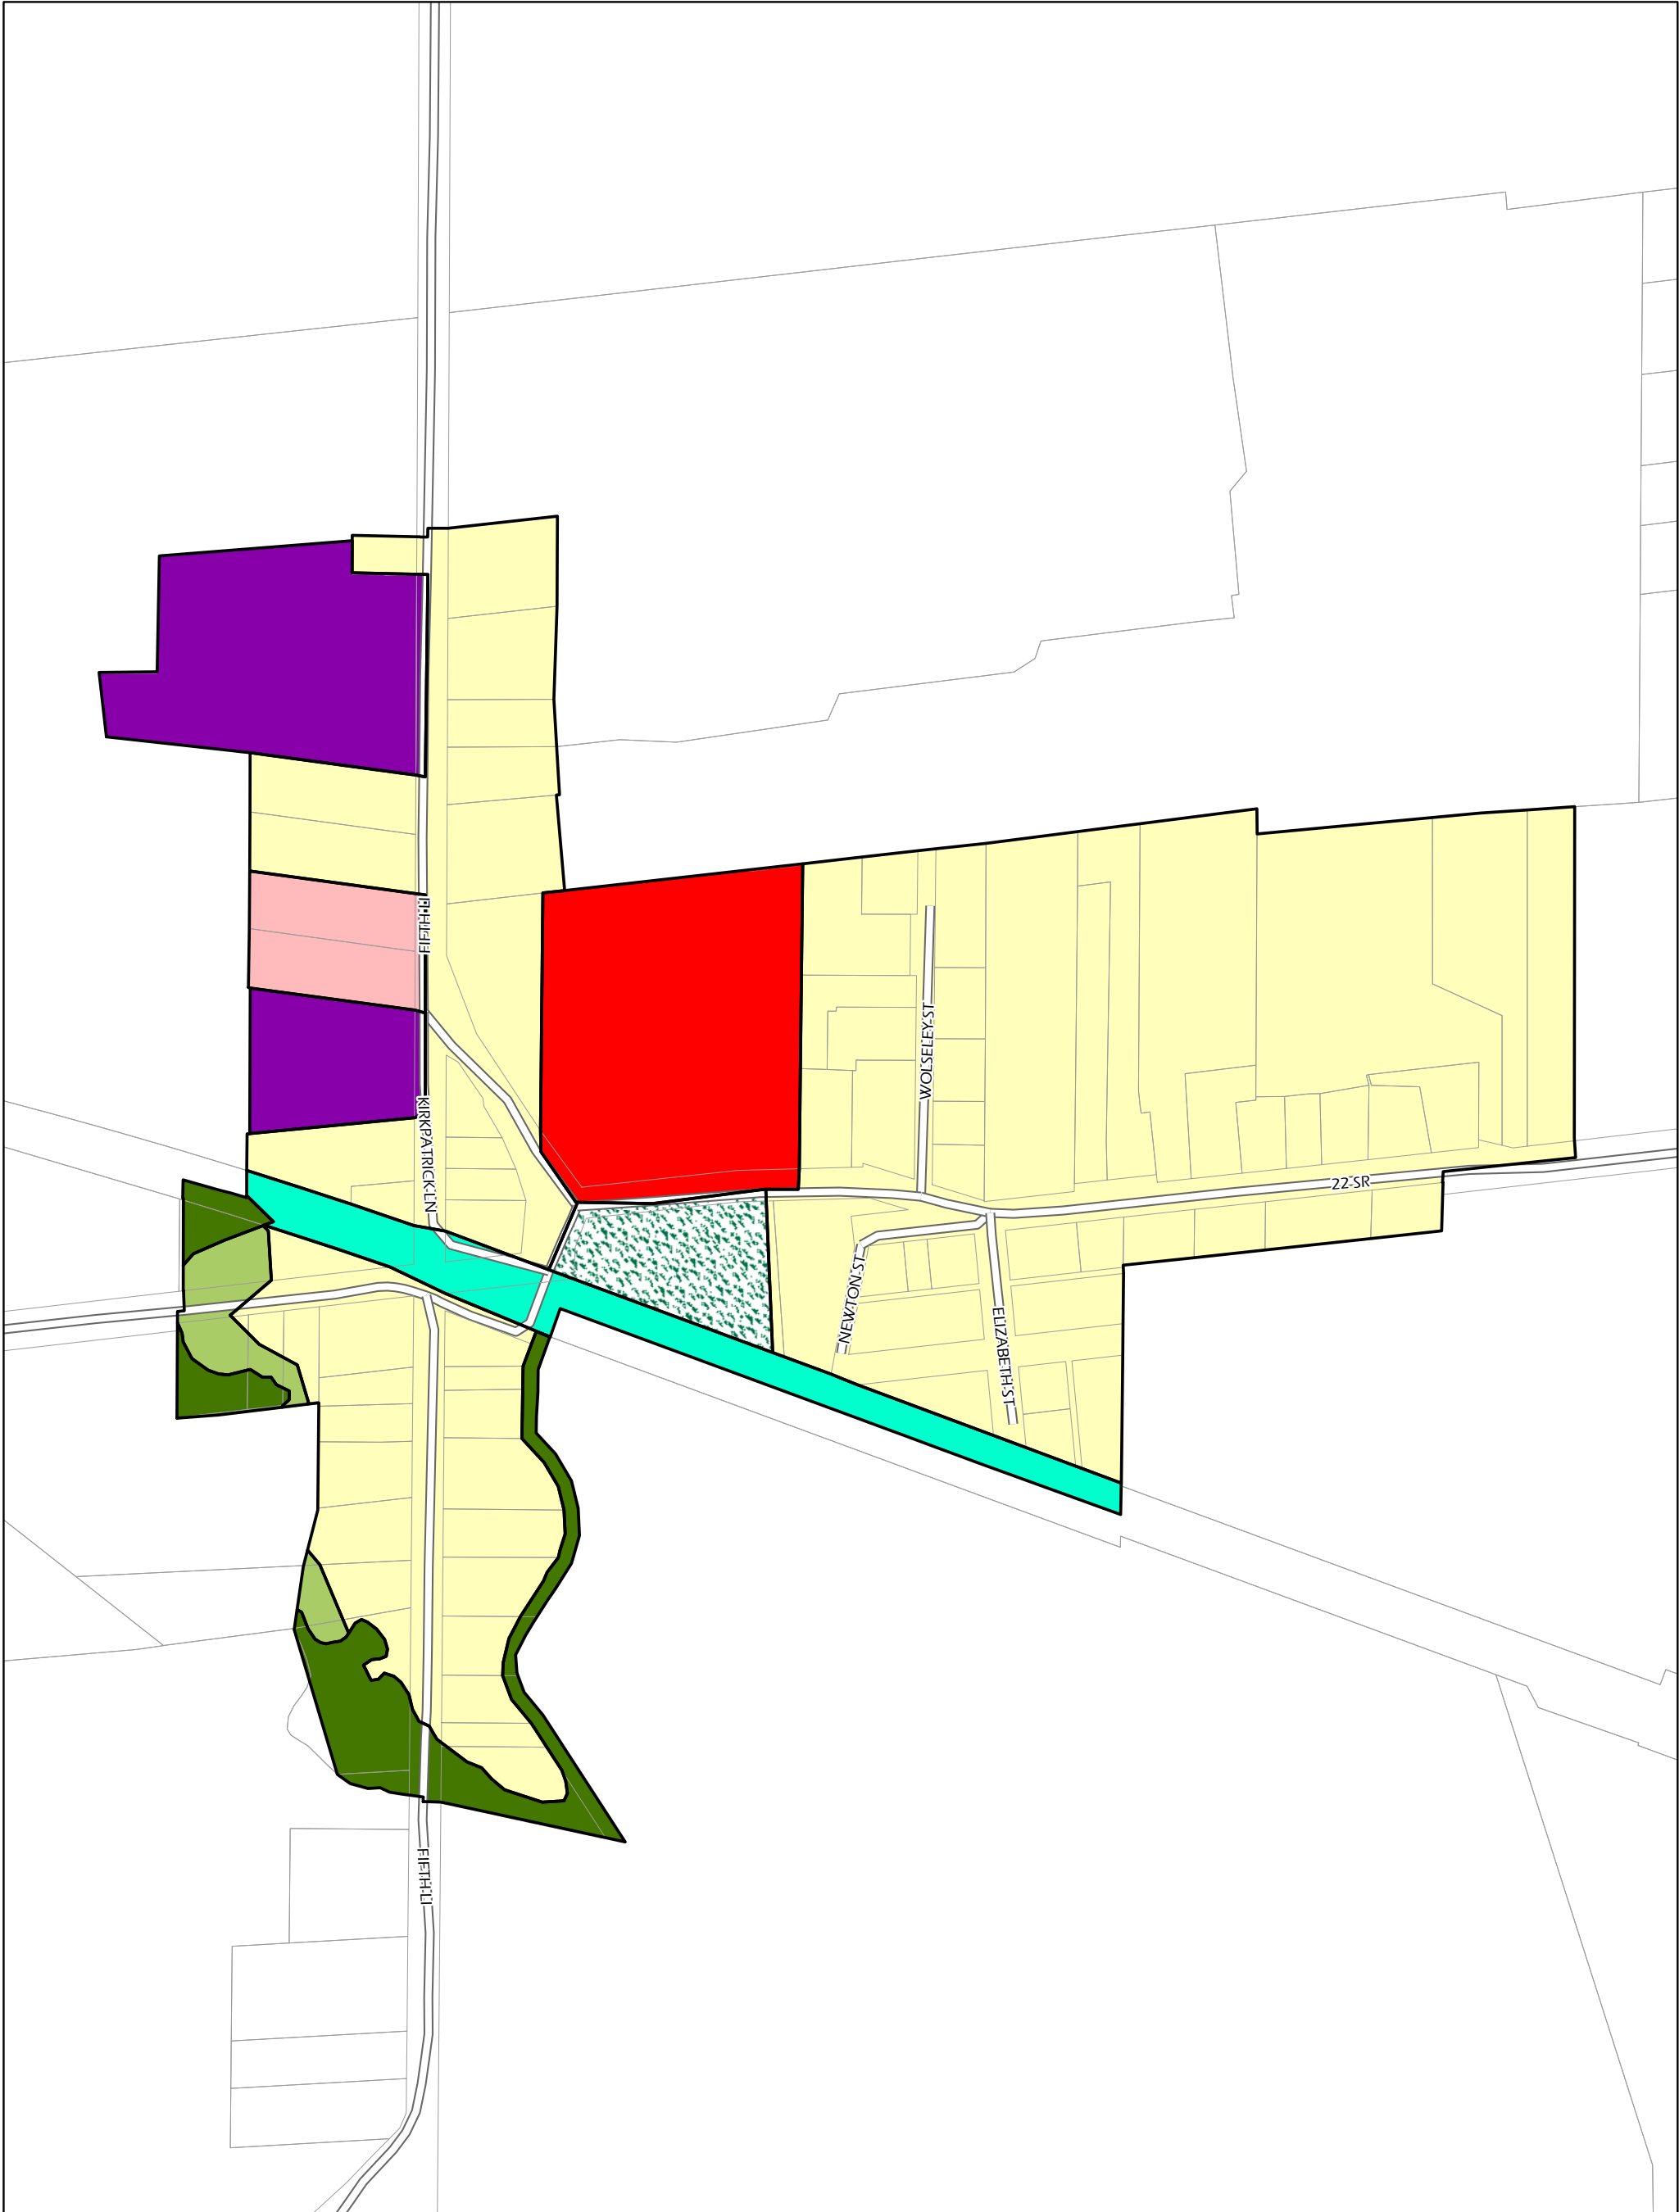 FIFTH LI
KIRKPATRICK LN
WOLSELEY ST
22 SR
NEWTON ST
ELIZABETH ST
FIFTH LI